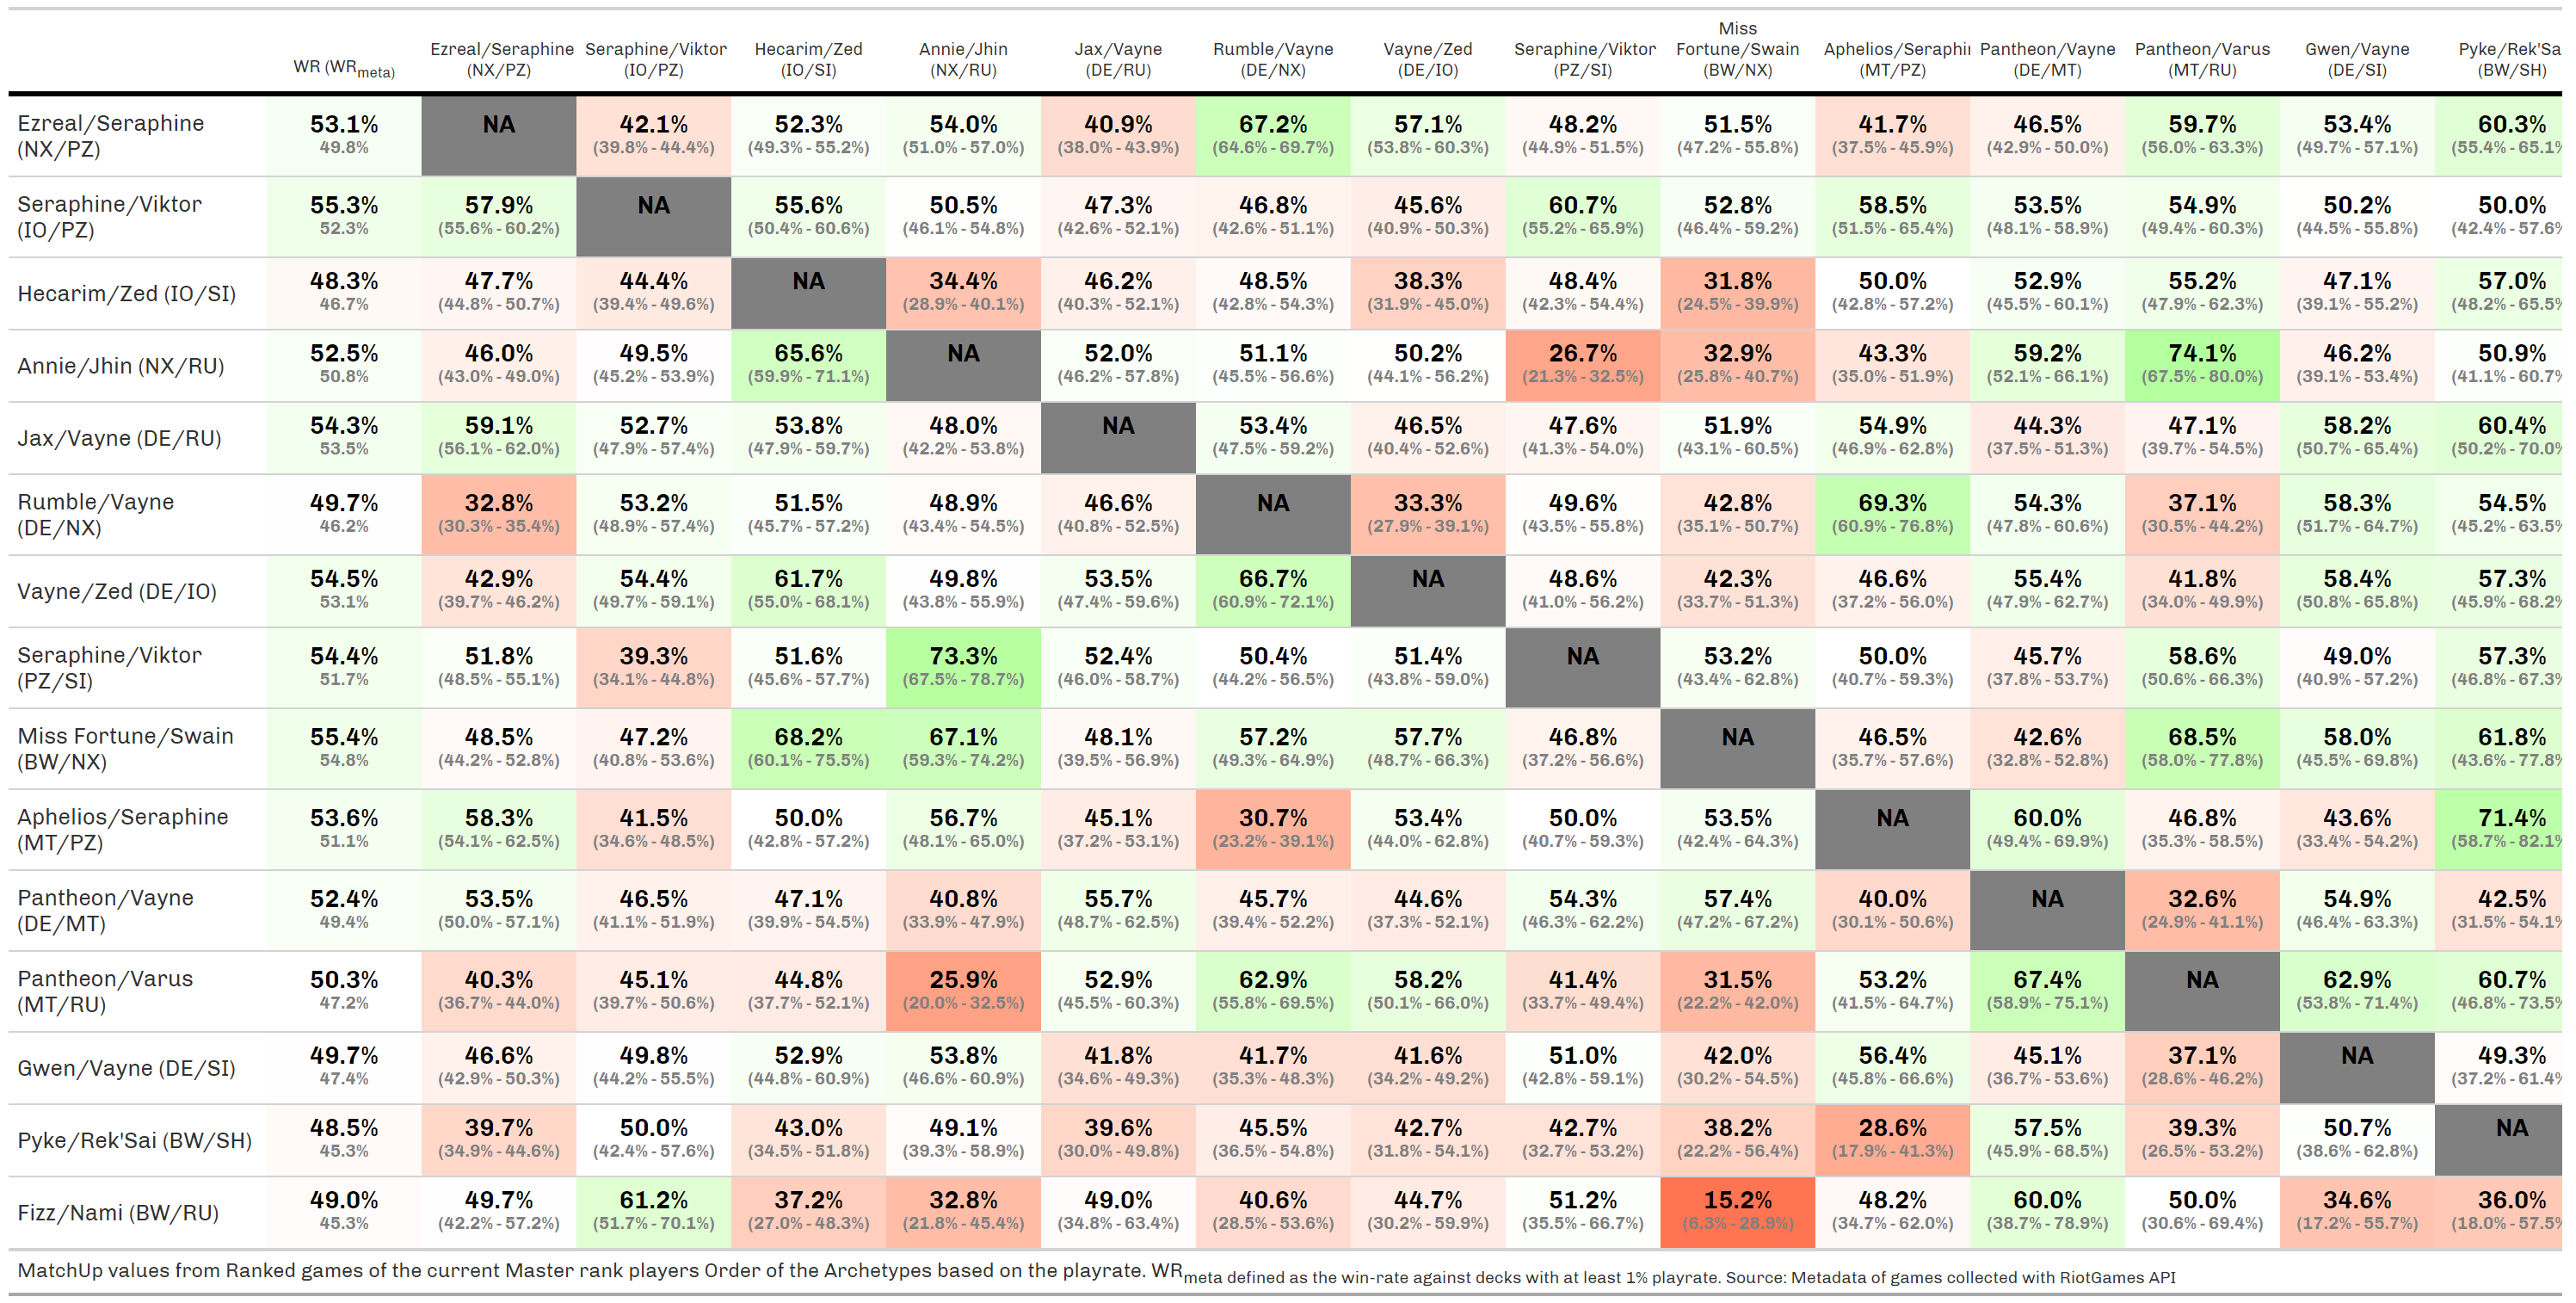 WR (WRmeta) Ezreal/Seraphine (NX/PZ) Seraphine/Viktor (IO/PZ) Hecarim/Zed (IO/SI) Annie/Jhin (NX/RU) Jax/Vayne (DE/RU) Rumble/Vayne (DE/NX) Vayne/Zed (DE/IO) Seraphine/Viktor (PZ/SI) Miss Fortune/Swain (BW/NX) Aphelios/Seraphi (MT/PZ) Pantheon/Vayne (DE/MT) Pantheon/Varus (MT/RU) Gwen/Vayne (DE/SI) Pyke/Rek'Sa (BW/SH)
Ezreal/Seraphine 53.1% NA 42.1% 52.3% 54.0% 40.9% 67.2% 57.1% 48.2% 51.5% 41.7% 46.5% 59.7% 53.4% 60.3%
(NX/PZ) 49.8% (39.8% - 44.4%) (49.3% - 55.2%) (51.0% - 57.0%) (38.0% - 43.9%) (64.6% - 69.7%) (53.8% - 60.3%) (44.9% - 51.5%) (47.2% - 55.8%) (37.5% - 45.9%) (42.9% - 50.0%) (56.0% - 63.3%) (49.7% - 57.1%) (55.4% - 65.1%
Seraphine/Viktor 55.3% 57.9% NA 55.6% 50.5% 47.3% 46.8% 45.6% 60.7% 52.8% 58.5% 53.5% 54.9% 50.2% 50.0%
(IO/PZ) 52.3% (55.6% - 60.2%) (50.4% - 60.6%) (46.1% - 54.8%) (42.6% - 52.1%) (42.6% - 51.1%) (40.9% - 50.3%) (55.2% - 65.9%) (46.4% - 59.2%) (51.5% - 65.4%) (48.1% - 58.9%) (49.4% - 60.3%) (44.5% - 55.8%) (42.4% - 57.6%
Hecarim/Zed (IO/SI) 48.3% 47.7% 44.4% NA 34.4% 46.2% 48.5% 38.3% 48.4% 31.8% 50.0% 52.9% 55.2% 47.1% 57.0%
46.7% (44.8% - 50.7%) (39.4% - 49.6%) (28.9% - 40.1%) (40.3% - 52.1%) (42.8% - 54.3%) (31.9% - 45.0%) (42.3% - 54.4%) (24.5% - 39.9%) (42.8% - 57.2%) (45.5% - 60.1%) (47.9% - 62.3%) (39.1% - 55.2%) (48.2% - 65.5%
Annie/Jhin (NX/RU) 52.5% 46.0% 49.5% 65.6% NA 52.0% 51.1% 50.2% 26.7% 32.9% 43.3% 59.2% 74.1% 46.2% 50.9%
50.8% (43.0% - 49.0%) (45.2% - 53.9%) (59.9% - 71.1%) (46.2% - 57.8%) (45.5% - 56.6%) (44.1% - 56.2%) (21.3% - 32.5%) (25.8% - 40.7%) (35.0% - 51.9%) (52.1% - 66.1%) (67.5% - 80.0%) (39.1% - 53.4%) (41.1% - 60.7%
Jax/Vayne (DE/RU) 54.3% 59.1% 52.7% 53.8% 48.0% NA 53.4% 46.5% 47.6% 51.9% 54.9% 44.3% 47.1% 58.2% 60.4%
53.5% (56.1% - 62.0%) (47.9% - 57.4%) (47.9% - 59.7%) (42.2% - 53.8%) (47.5% - 59.2%) (40.4% - 52.6%) (41.3% - 54.0%) (43.1% - 60.5%) (46.9% - 62.8%) (37.5% - 51.3%) (39.7% - 54.5%) (50.7% - 65.4%) (50.2% - 70.0%
Rumble/Vayne 49.7% 32.8% 53.2% 51.5% 48.9% 46.6% NA 33.3% 49.6% 42.8% 69.3% 54.3% 37.1% 58.3% 54.5%
(DE/NX) 46.2% (30.3% - 35.4%) (48.9% - 57.4%) (45.7% - 57.2%) (43.4% - 54.5%) (40.8% - 52.5%) (27.9% - 39.1%) (43.5% - 55.8%) (35.1% - 50.7%) (60.9% - 76.8%) (47.8% - 60.6%) (30.5% - 44.2%) (51.7% - 64.7%) (45.2% - 63.5%
Vayne/Zed (DE/IO) 54.5% 42.9% 54.4% 61.7% 49.8% 53.5% 66.7% NA 48.6% 42.3% 46.6% 55.4% 41.8% 58.4% 57.3%
53.1% (39.7% - 46.2%) (49.7% - 59.1%) (55.0% - 68.1%) (43.8% - 55.9%) (47.4% - 59.6%) (60.9% - 72.1%) (41.0% - 56.2%) (33.7% - 51.3%) (37.2% - 56.0%) (47.9% - 62.7%) (34.0% - 49.9%) (50.8% - 65.8%) (45.9% - 68.2%
Seraphine/Viktor 54.4% 51.8% 39.3% 51.6% 73.3% 52.4% 50.4% 51.4% NA 53.2% 50.0% 45.7% 58.6% 49.0% 57.3%
(PZ/SI) 51.7% (48.5% - 55.1%) (34.1% - 44.8%) (45.6% - 57.7%) (67.5% - 78.7%) (46.0% - 58.7%) (44.2% - 56.5%) (43.8% - 59.0%) (43.4% - 62.8%) (40.7% - 59.3%) (37.8% - 53.7%) (50.6% - 66.3%) (40.9% - 57.2%) (46.8% - 67.3%
Miss Fortune/Swain 55.4% 48.5% 47.2% 68.2% 67.1% 48.1% 57.2% 57.7% 46.8% NA 46.5% 42.6% 68.5% 58.0% 61.8%
(BW/NX) 54.8% (44.2% - 52.8%) (40.8% - 53.6%) (60.1% - 75.5%) (59.3% - 74.2%) (39.5% - 56.9%) (49.3% - 64.9%) (48.7% - 66.3%) (37.2% - 56.6%) (35.7% - 57.6%) (32.8% - 52.8%) (58.0% - 77.8%) (45.5% - 69.8%) (43.6% - 77.8%
Aphelios/Seraphine 53.6% 58.3% 41.5% 50.0% 56.7% 45.1% 30.7% 53.4% 50.0% 53.5% NA 60.0% 46.8% 43.6% 71.4%
(MT/PZ) 51.1% (54.1% - 62.5%) (34.6% - 48.5%) (42.8% - 57.2%) (48.1% - 65.0%) (37.2% - 53.1%) (23.2% - 39.1%) (44.0% - 62.8%) (40.7% - 59.3%) (42.4% - 64.3%) (49.4% - 69.9%) (35.3% - 58.5%) (33.4% - 54.2%) (58.7% - 82.1%
Pantheon/Vayne 52.4% 53.5% 46.5% 47.1% 40.8% 55.7% 45.7% 44.6% 54.3% 57.4% 40.0% NA 32.6% 54.9% 42.5%
(DE/MT) 49.4% (50.0% - 57.1%) (41.1% - 51.9%) (39.9% - 54.5%) (33.9% - 47.9%) (48.7% - 62.5%) (39.4% - 52.2%) (37.3% - 52.1%) (46.3% - 62.2%) (47.2% - 67.2%) (30.1% - 50.6%) (24.9% - 41.1%) (46.4% - 63.3%) (31.5% - 54.1%
Pantheon/Varus 50.3% 40.3% 45.1% 44.8% 25.9% 52.9% 62.9% 58.2% 41.4% 31.5% 53.2% 67.4% NA 62.9% 60.7%
(MT/RU) 47.2% (36.7% - 44.0%) (39.7% - 50.6%) (37.7% - 52.1%) (20.0% - 32.5%) (45.5% - 60.3%) (55.8% - 69.5%) (50.1% - 66.0%) (33.7% - 49.4%) (22.2% - 42.0%) (41.5% - 64.7%) (58.9% - 75.1%) (53.8% - 71.4%) (46.8% - 73.5%
Gwen/Vayne (DE/SI) 49.7% 46.6% 49.8% 52.9% 53.8% 41.8% 41.7% 41.6% 51.0% 42.0% 56.4% 45.1% 37.1% NA 49.3%
47.4% (42.9% - 50.3%) (44.2% - 55.5%) (44.8% - 60.9%) (46.6% - 60.9%) (34.6% - 49.3%) (35.3% - 48.3%) (34.2% - 49.2%) (42.8% - 59.1%) (30.2% - 54.5%) (45.8% - 66.6%) (36.7% - 53.6%) (28.6% - 46.2%) (37.2% - 61.4%
Pyke/Rek'Sai (BW/SH) 48.5% 39.7% 50.0% 43.0% 49.1% 39.6% 45.5% 42.7% 42.7% 38.2% 28.6% 57.5% 39.3% 50.7% NA
45.3% (34.9% - 44.6%) (42.4% - 57.6%) (34.5% - 51.8%) (39.3% - 58.9%) (30.0% - 49.8%) (36.5% - 54.8%) (31.8% - 54.1%) (32.7% - 53.2%) (22.2% - 56.4%) (17.9% - 41.3%) (45.9% - 68.5%) (26.5% - 53.2%) (38.6% - 62.8%)
Fizz/Nami (BW/RU) 49.0% 49.7% 61.2% 37.2% 32.8% 49.0% 40.6% 44.7% 51.2% 15.2% 48.2% 60.0% 50.0% 34.6% 36.0%
45.3% (42.2% - 57.2%) (51.7% - 70.1%) (27.0% - 48.3%) (21.8% - 45.4%) (34.8% - 63.4%) (28.5% - 53.6%) (30.2% - 59.9%) (35.5% - 66.7%) (6.3% - 28.9%) (34.7% - 62.0%) (38.7% - 78.9%) (30.6% - 69.4%) (17.2% - 55.7%) (18.0% - 57.5%
MatchUp values from Ranked games of the current Master rank players Order of the Archetypes based on the playrate. WRmeta defined as the win-rate against decks with at least 1% playrate. Source: Metadata of games collected with RiotGames API